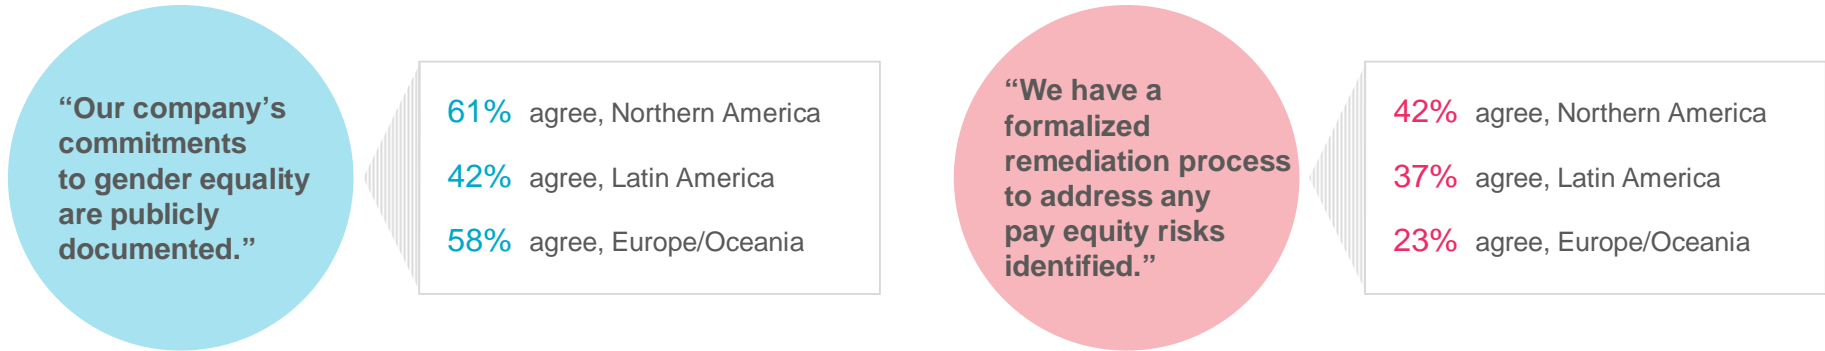 “Our company’s
commitments
to gender equality
are publicly
documented.”
61% agree, Northern America
42% agree, Latin America
58% agree, Europe/Oceania
“We have a
formalized
remediation process
to address any
pay equity risks
identified.”
42% agree, Northern America
37% agree, Latin America
23% agree, Europe/Oceania